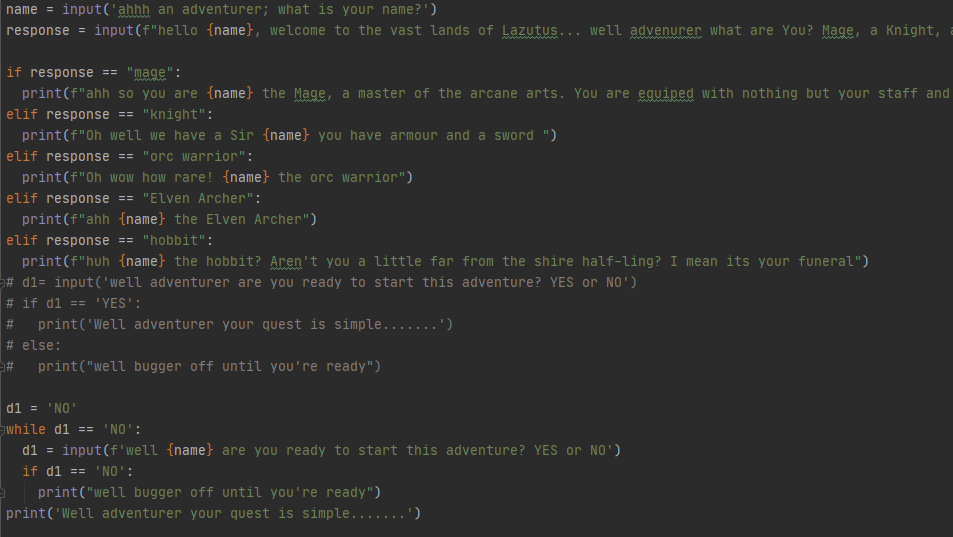 name = input('ahhh an adventurer; what is your name?')
response = input(f"hello {name}, welcome to the vast lands of Lazutus... well advenurer what are You? Mage, a Knight,
if response == "mage":
print(f"ahh so you are {name} the Mage, a master of the arcane arts. You are equiped with nothing but your staff and
elif response == "knight":
print(f"Oh well we have a Sir {name} you have armour and a sword ")
elif response == "orc warrior":
print(f"Oh wow how rare! {name} the orc warrior")
elif response == "Elven Archer":
print(f"ahh {name} the Elven Archer")
elif response == "hobbit":
print(f"huh {name} the hobbit? Aren't you a little far from the shire half-ling? I mean its your funeral")
# d1= input('well adventurer are you ready to start this adventure? YES or NO')
# if d1 == 'YES':
#   print('Well adventurer your quest is simple.......')
# else:
#   print("well bugger off until you're ready")
d1 = 'NO'
while d1 == 'NO':
d1 = input(f'well {name} are you ready to start this adventure? YES or NO')
if d1 == 'NO':
print("well bugger off until you're ready")
print('Well adventurer your quest is simple.......')